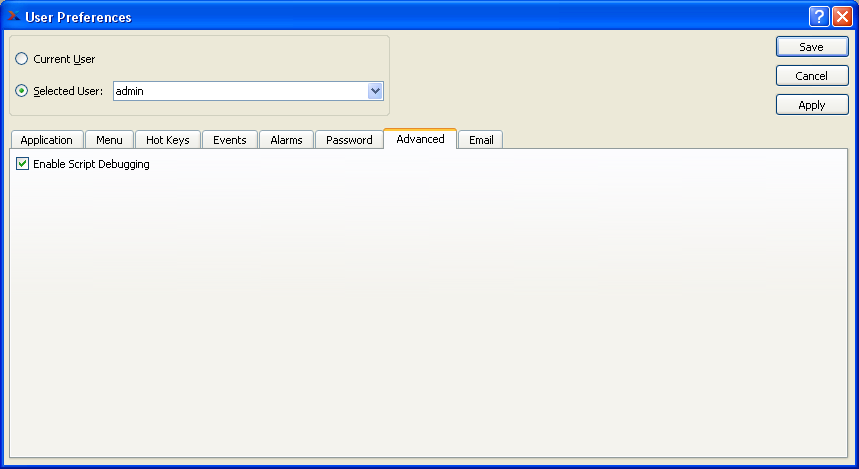 User Preferences
Current User
Selected User: admin
Save
Cancel
Apply
Application Menu Hot Keys Events Alarms Password Advanced Email
Enable Script Debugging